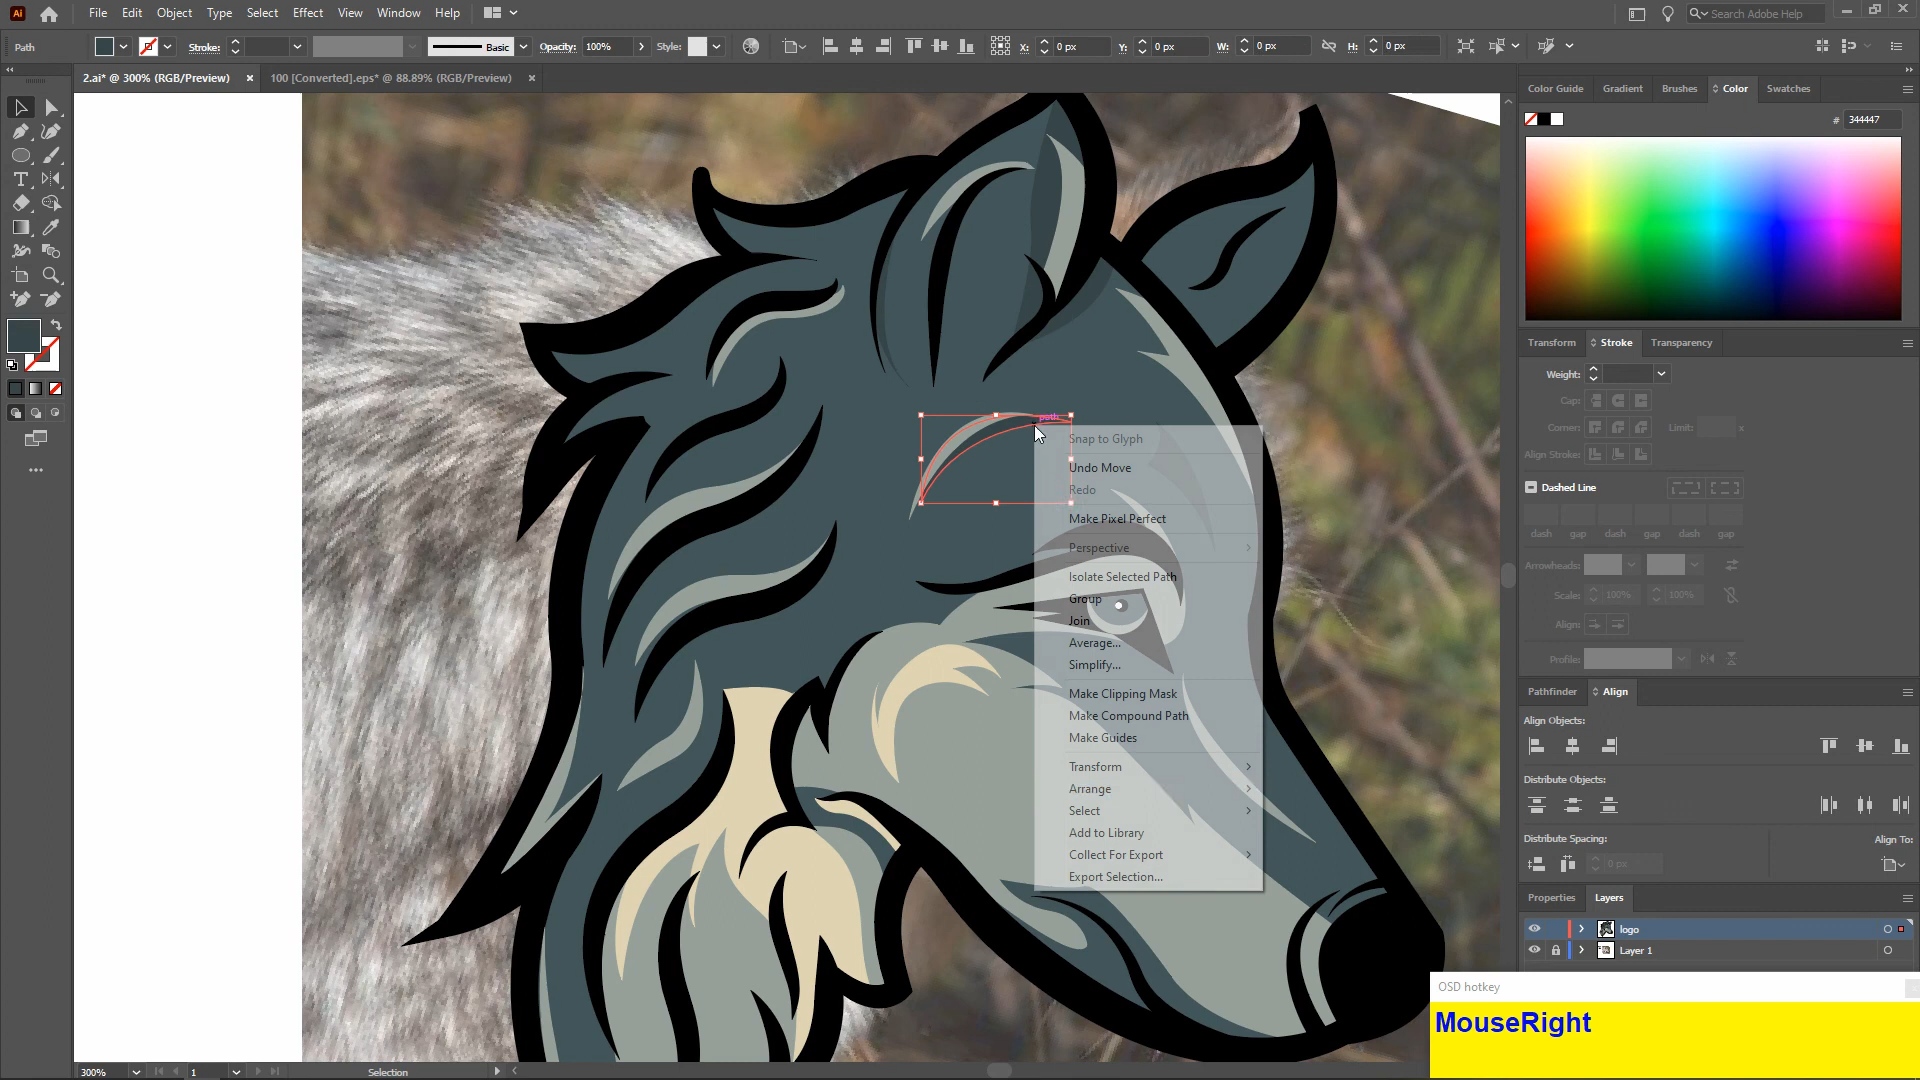 Ai
File Edit Object Type Select Effect View Window Help
Search Adobe Help
Path
Stroke:
Basic
Opacity: 100%
Style:
X: 0 px Y: 0 px W: 0 px H: 0 px
2.ai* @ 300% (RGB/Preview)
100 [Converted].eps* @ 88.89% (RGB/Preview)
Color Guide Gradient Brushes Color Swatches
# 344447
Transform Stroke Transparency
Weight:
Cap:
Corner:
Limit: x
Align Stroke:
Dashed Line
dash gap dash gap dash gap
Arrowheads:
Scale: 100% 100%
Align:
Profile:
Pathfinder Align
Align Objects:
Distribute Objects:
Distribute Spacing:
Align To:
0 px
Properties Layers
logo
Layer 1
path
Snap to Glyph
Undo Move
Redo
Make Pixel Perfect
Perspective
Isolate Selected Path
Group
Join
Average...
Simplify...
Make Clipping Mask
Make Compound Path
Make Guides
Transform
Arrange
Select
Add to Library
Collect For Export
Export Selection...
OSD hotkey
MouseRight
300%
1
Selection